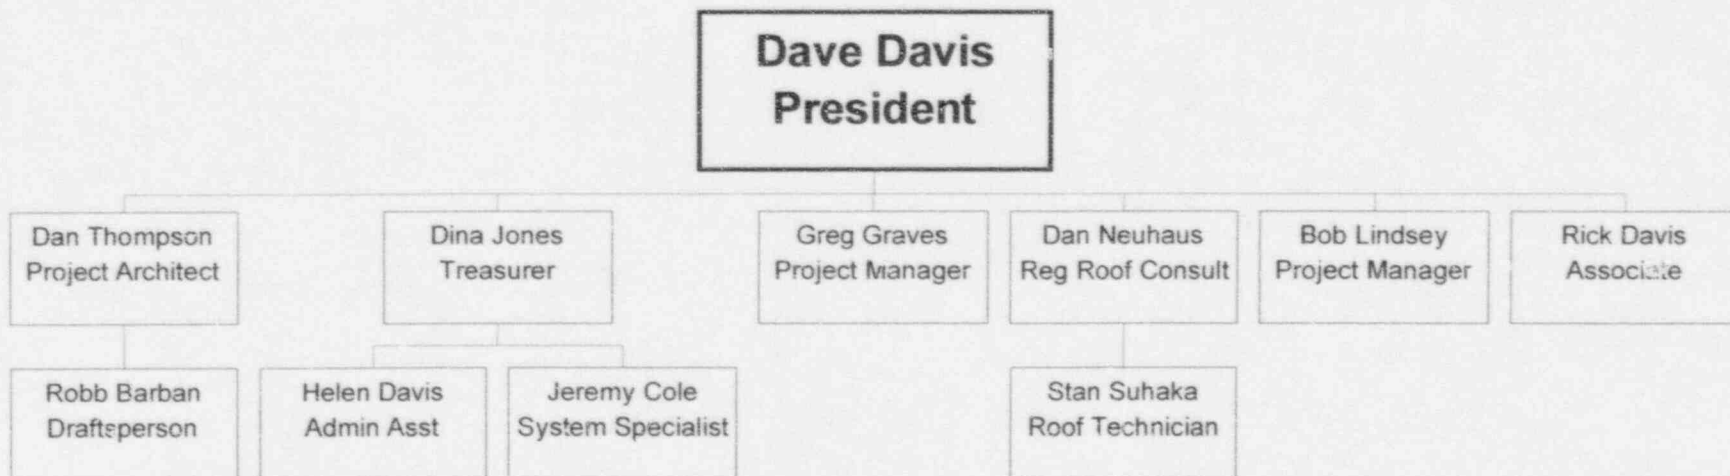 Dave Davis
President
Dan Thompson
Project Architect
Dina Jones
Treasurer
Greg Graves
Project Manager
Dan Neuhaus
Reg Roof Consult
Bob Lindsey
Project Manager
Rick Davis
Associate
Robb Barban
Draftsperson
Helen Davis
Admin Asst
Jeremy Cole
System Specialist
Stan Suhaka
Roof Technician